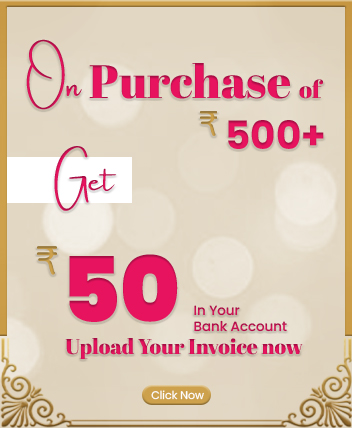 On Purchase of
₹ 500+
Get
₹ 50
In Your
Bank Account
Upload Your Invoice now
Click Now